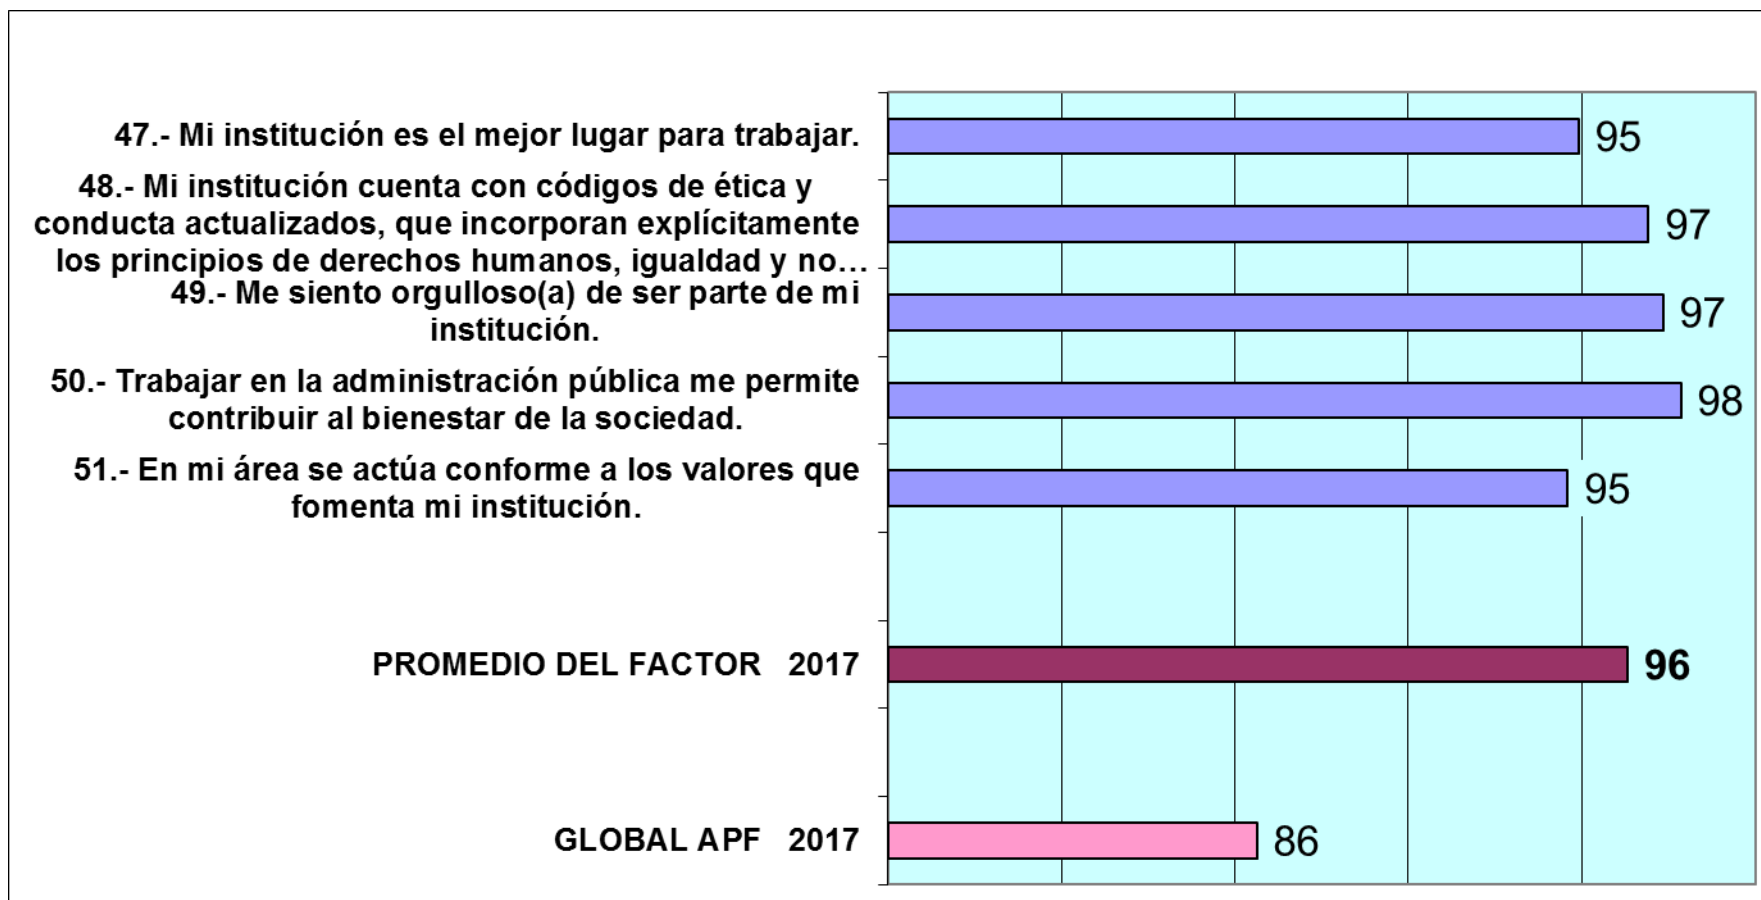 47.- Mi institución es el mejor lugar para trabajar.
95
48.- Mi institución cuenta con códigos de ética y
conducta actualizados, que incorporan explícitamente
los principios de derechos humanos, igualdad y no...
97
49.- Me siento orgulloso(a) de ser parte de mi
institución.
97
50.- Trabajar en la administración pública me permite
contribuir al bienestar de la sociedad.
98
51.- En mi área se actúa conforme a los valores que
fomenta mi institución.
95
PROMEDIO DEL FACTOR 2017
96
GLOBAL APF 2017
86